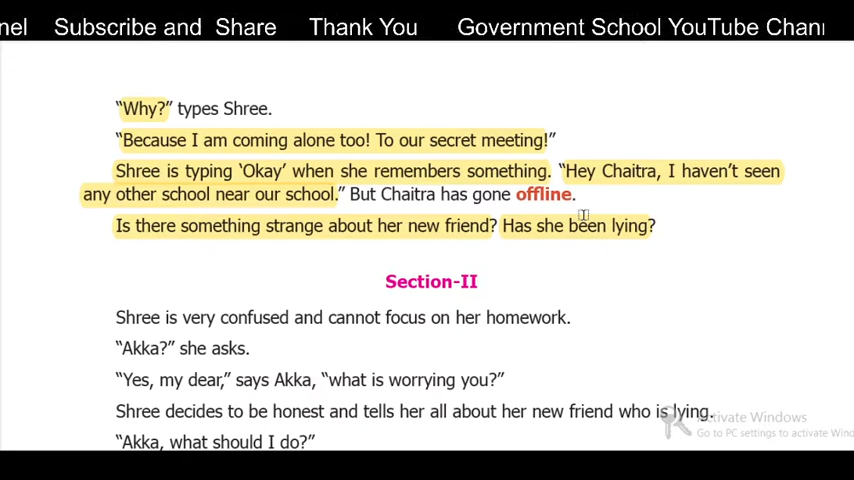 nel Subscribe and Share Thank You Government School YouTube Chan
“Why?” types Shree.
“Because I am coming alone too! To our secret meeting!”
Shree is typing ‘Okay’ when she remembers something. “Hey Chaitra, I haven’t seen
any other school near our school.” But Chaitra has gone offline.
Is there something strange about her new friend? Has she been lying?
Section-II
Shree is very confused and cannot focus on her homework.
“Akka?” she asks.
“Yes, my dear,” says Akka, “what is worrying you?”
Shree decides to be honest and tells her all about her new friend who is lying.
Activate Windows
Go to PC settings to activate Wind
“Akka, what should I do?”